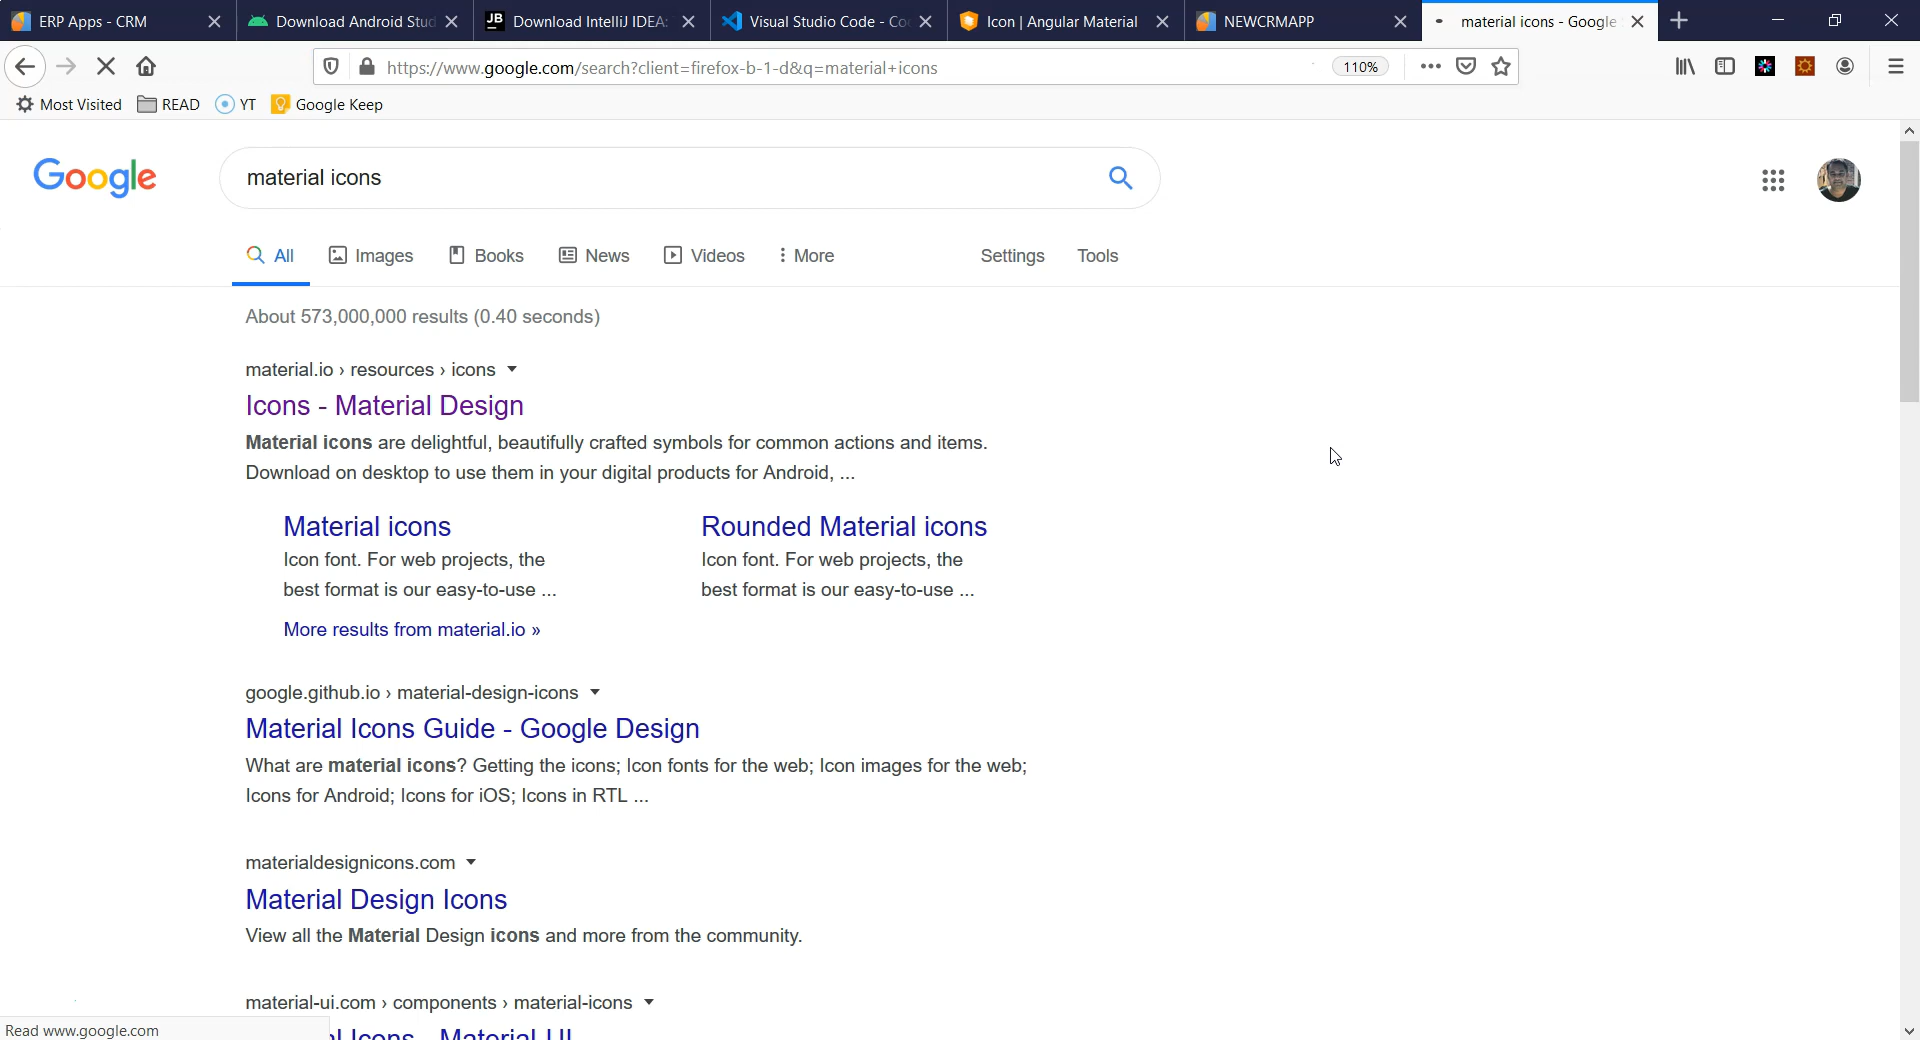 ERP Apps - CRM
Download Android Stud
JB Download IntelliJ IDEA:
Visual Studio Code - Co
Icon | Angular Material
NEWCRMAPP
material icons - Google
https://www.google.com/search?client=firefox-b-1-d&q=material+icons
110%
Most Visited
READ
YT
Google Keep
Google
material icons
All
Images
Books
News
Videos
More
Settings
Tools
About 573,000,000 results (0.40 seconds)
material.io › resources › icons
Icons - Material Design
Material icons are delightful, beautifully crafted symbols for common actions and items.
Download on desktop to use them in your digital products for Android, ...
Material icons
Icon font. For web projects, the
best format is our easy-to-use ...
Rounded Material icons
Icon font. For web projects, the
best format is our easy-to-use ...
More results from material.io »
google.github.io › material-design-icons
Material Icons Guide - Google Design
What are material icons? Getting the icons; Icon fonts for the web; Icon images for the web;
Icons for Android; Icons for iOS; Icons in RTL ...
materialdesignicons.com
Material Design Icons
View all the Material Design icons and more from the community.
material-ui.com › components › material-icons
Icons - Material-UI
Read www.google.com